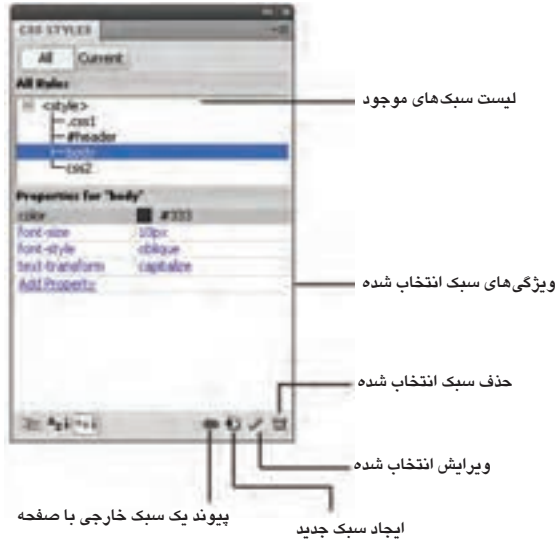 CSS STYLES
All Current
All Rules
<style>
.css1
#header
body
css2
Properties for "body"
color #333
font-size 10px
font-style oblique
text-transform capitalize
Add Property
لیست سبک‌های موجود
ویژگی‌های سبک انتخاب شده
حذف سبک انتخاب شده
ویرایش انتخاب شده
پیوند یک سبک خارجی با صفحه
ایجاد سبک جدید